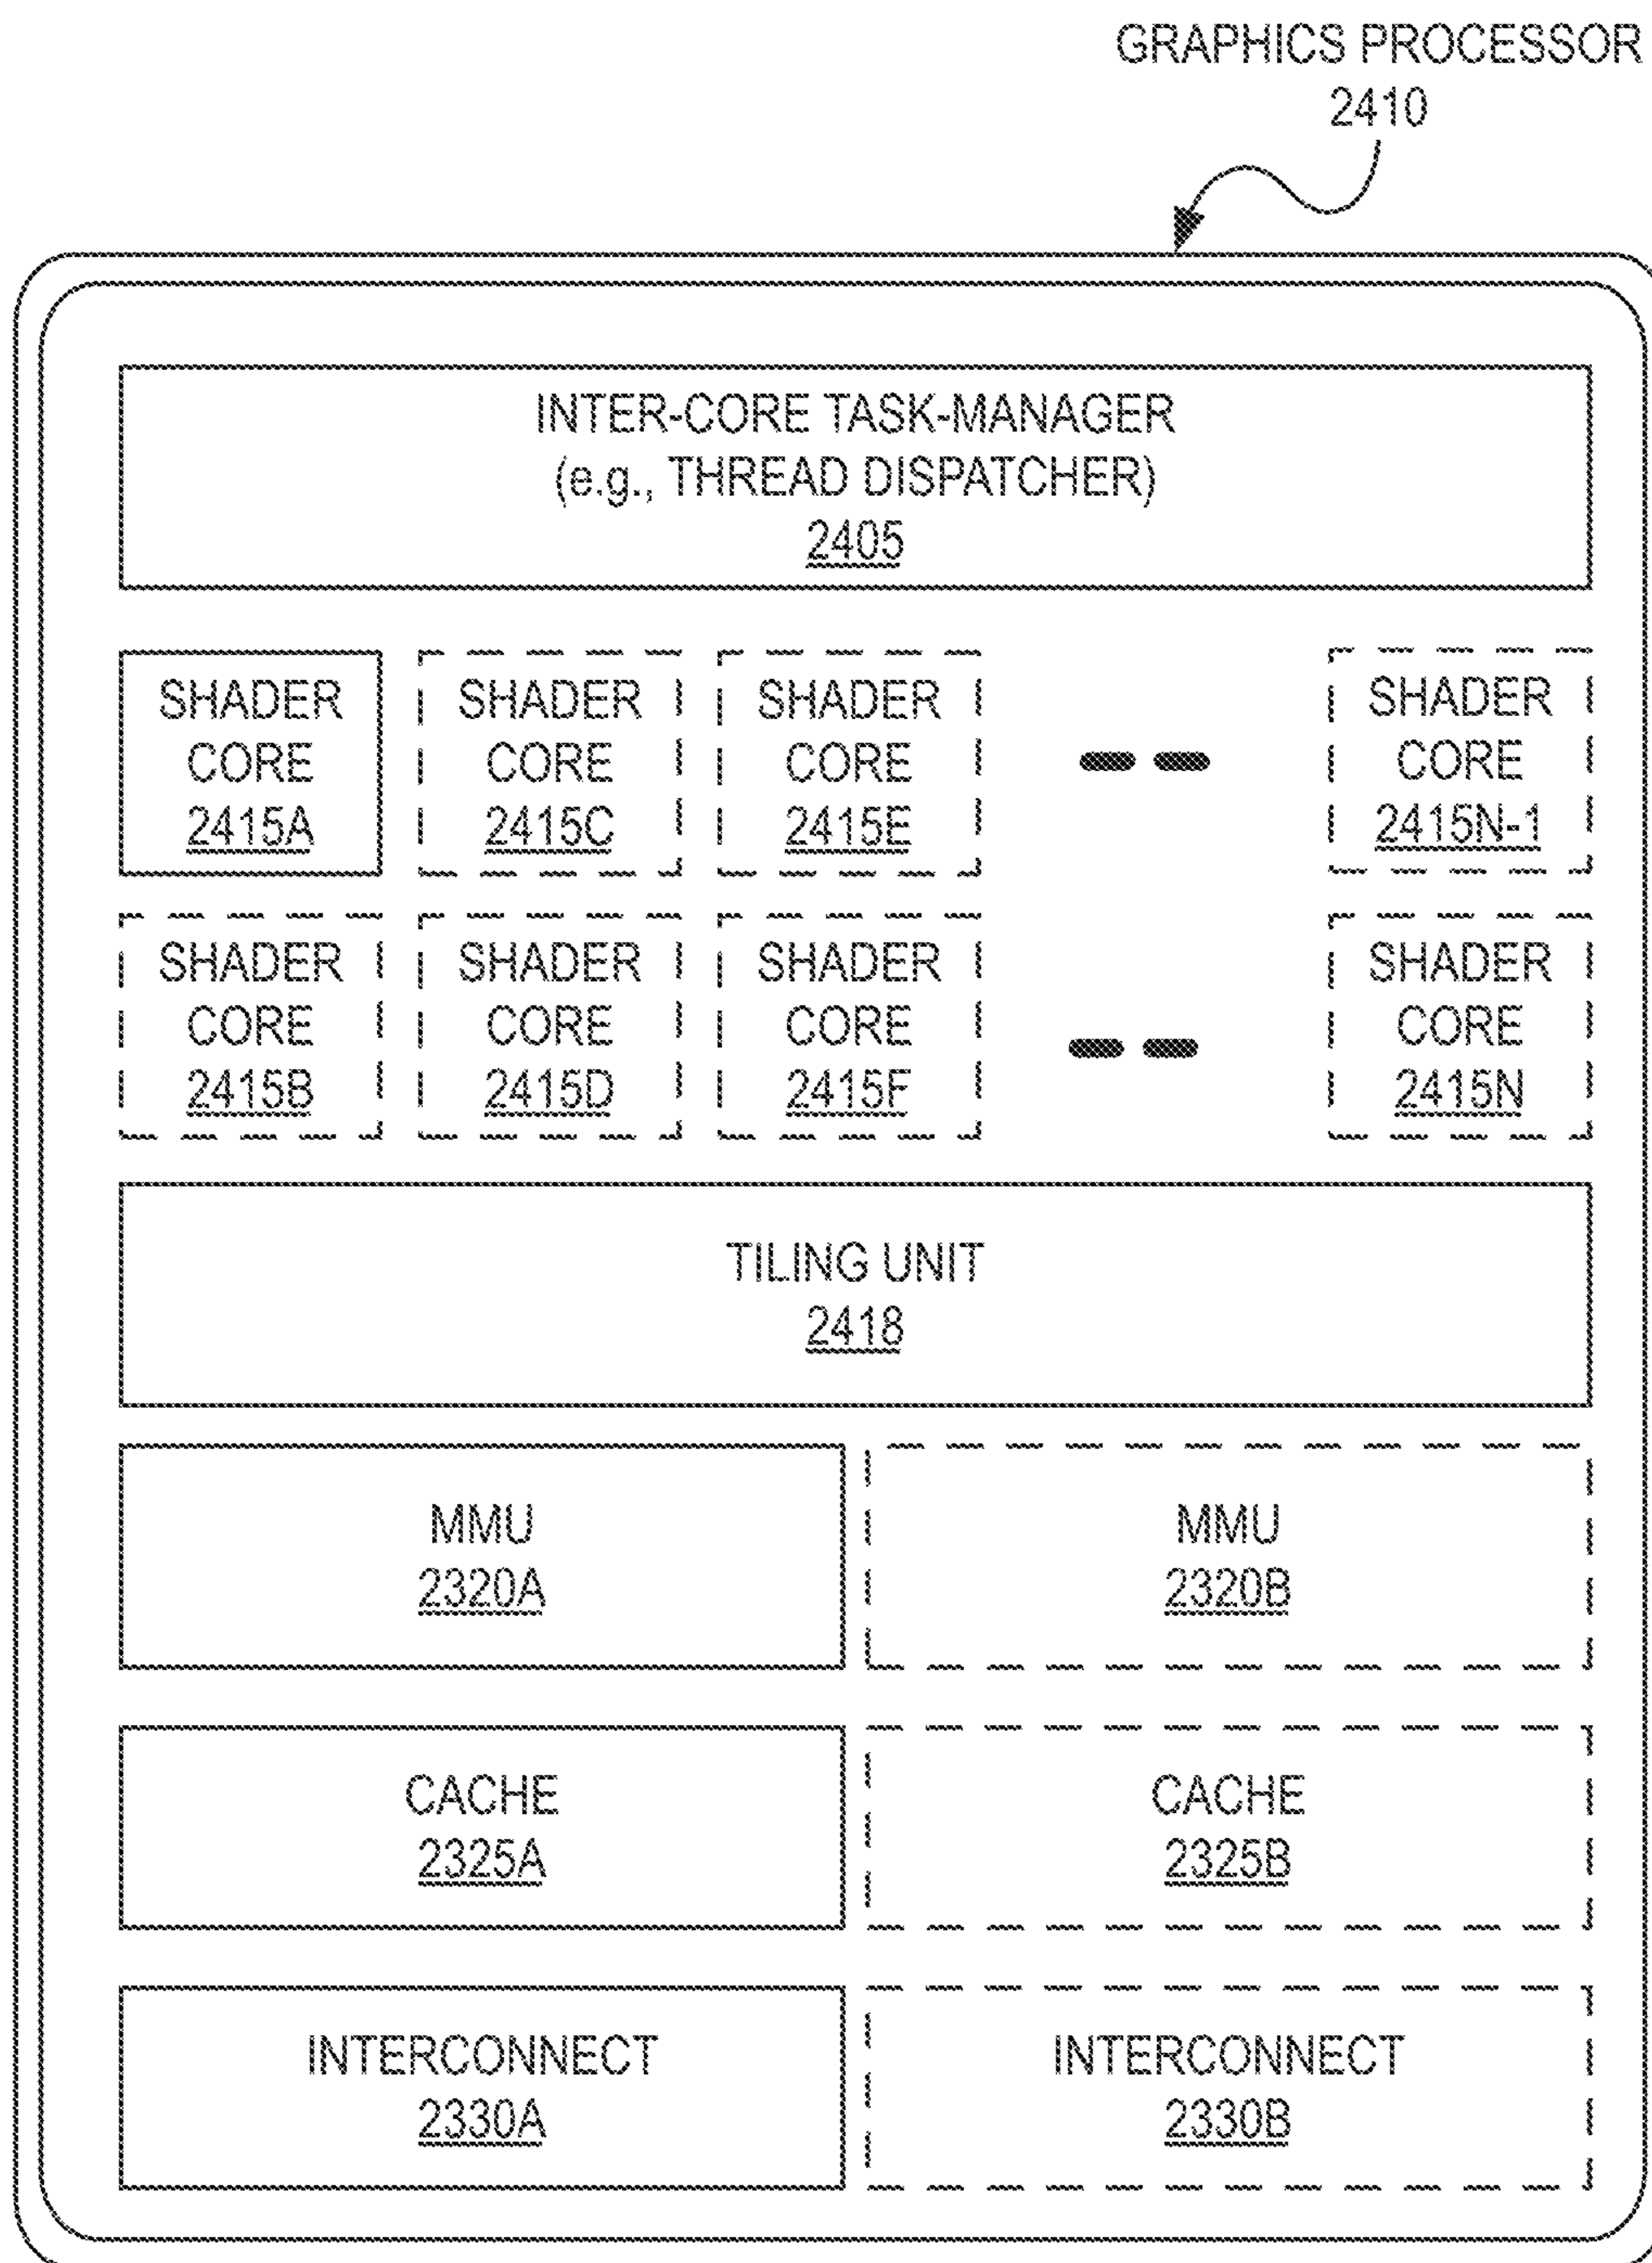 GRAPHICS PROCESSOR
2410
INTER-CORE TASK-MANAGER
(e.g., THREAD DISPATCHER)
2405
SHADER
CORE
2415A
SHADER
CORE
2415C
SHADER
CORE
2415E
SHADER
CORE
2415N-1
SHADER
CORE
2415B
SHADER
CORE
2415D
SHADER
CORE
2415F
SHADER
CORE
2415N
TILING UNIT
2418
MMU
2320A
MMU
2320B
CACHE
2325A
CACHE
2325B
INTERCONNECT
2330A
INTERCONNECT
2330B